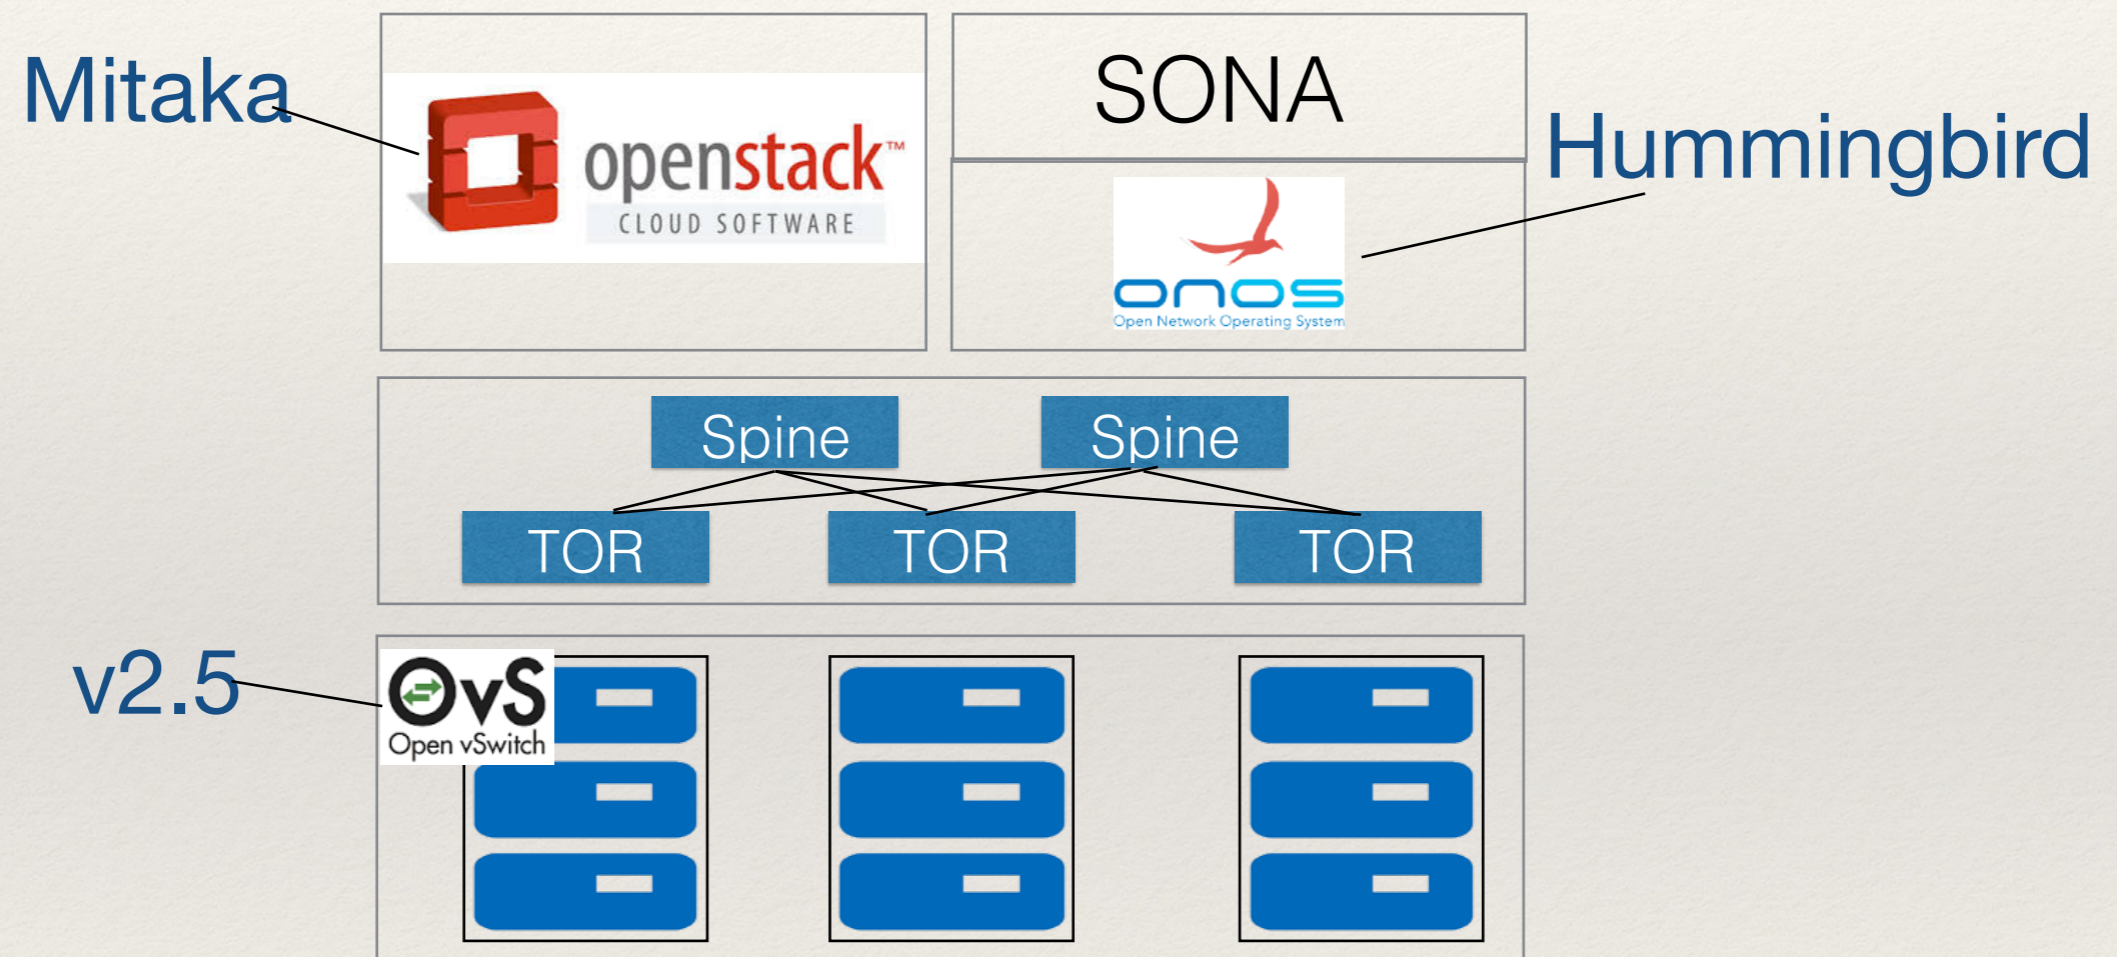 Mitaka
openstack™
CLOUD SOFTWARE
SONA
Hummingbird
onos
Open Network Operating System
Spine
Spine
TOR
TOR
TOR
v2.5
OvS
Open vSwitch